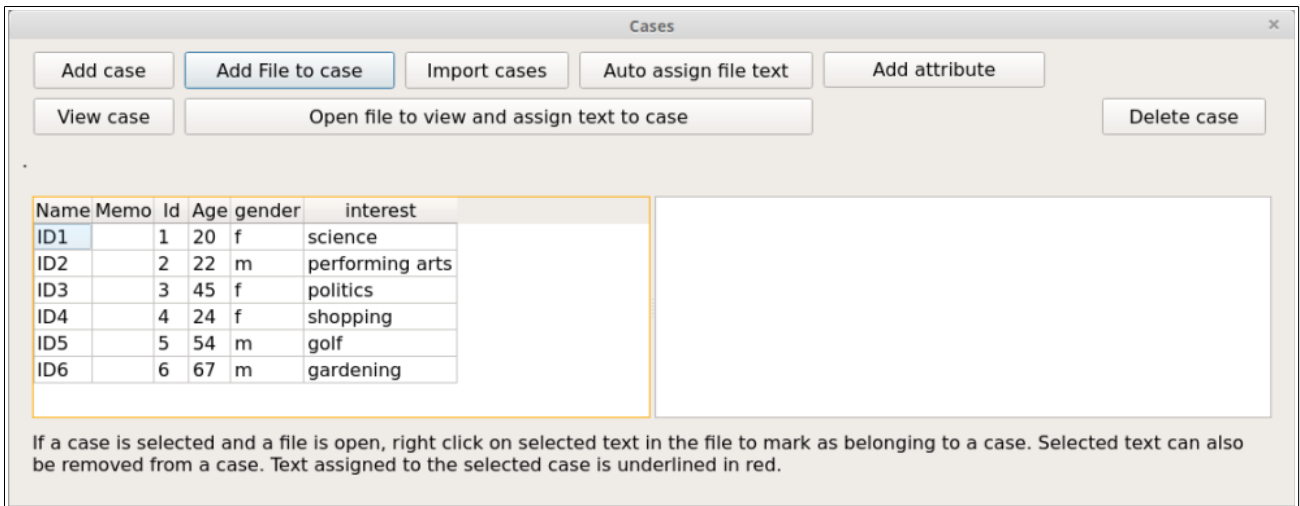 Cases ×
Add case Add File to case Import cases Auto assign file text Add attribute
View case Open file to view and assign text to case Delete case
.
Name Memo Id Age gender interest
ID1 1 20 f science
ID2 2 22 m performing arts
ID3 3 45 f politics
ID4 4 24 f shopping
ID5 5 54 m golf
ID6 6 67 m gardening
If a case is selected and a file is open, right click on selected text in the file to mark as belonging to a case. Selected text can also
be removed from a case. Text assigned to the selected case is underlined in red.